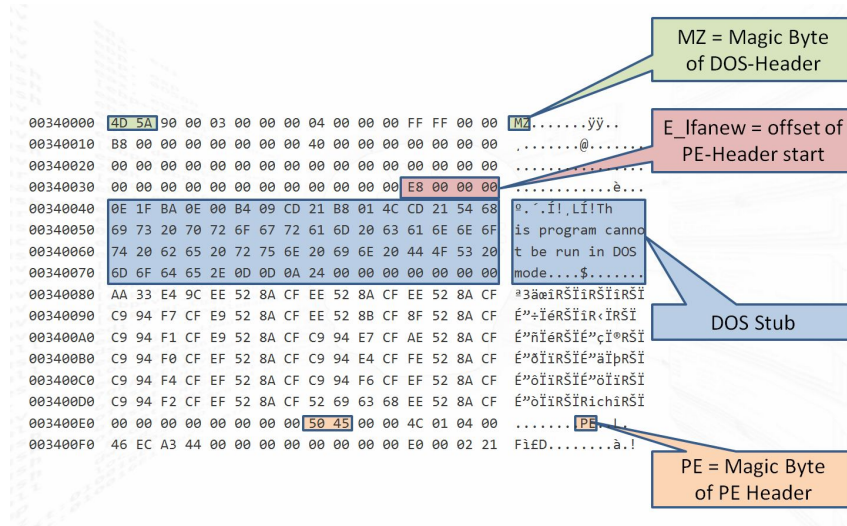 MZ = Magic Byte
of DOS-Header
00340000 4D 5A 90 00 03 00 00 00 04 00 00 00 FF FF 00 00 MZ.......ÿÿ..
E_lfanew = offset of
PE-Header start
00340010 B8 00 00 00 00 00 00 00 40 00 00 00 00 00 00 00 ¸.......@.......
00340020 00 00 00 00 00 00 00 00 00 00 00 00 00 00 00 00 ................
00340030 00 00 00 00 00 00 00 00 00 00 00 00 E8 00 00 00 ............è...
00340040 0E 1F BA 0E 00 B4 09 CD 21 B8 01 4C CD 21 54 68 º.´.Í!¸LÍ!Th
00340050 69 73 20 70 72 6F 67 72 61 6D 20 63 61 6E 6E 6F is program canno
00340060 74 20 62 65 20 72 75 6E 20 69 6E 20 44 4F 53 20 t be run in DOS
00340070 6D 6F 64 65 2E 0D 0D 0A 24 00 00 00 00 00 00 00 mode....$.......
00340080 AA 33 E4 9C EE 52 8A CF EE 52 8A CF EE 52 8A CF ª3äœîRŠÏîRŠÏîRŠÏ
00340090 C9 94 F7 CF E9 52 8A CF EE 52 8B CF 8F 52 8A CF É”÷ÏéRŠÏîR‹ÏRŠÏ
DOS Stub
003400A0 C9 94 F1 CF E9 52 8A CF C9 94 E7 CF AE 52 8A CF É”ñÏéRŠÏÉ”çÏ®RŠÏ
003400B0 C9 94 F0 CF EF 52 8A CF C9 94 E4 CF FE 52 8A CF É”ðÏïRŠÏÉ”äÏþRŠÏ
003400C0 C9 94 F4 CF EF 52 8A CF C9 94 F6 CF EF 52 8A CF É”ôÏïRŠÏÉ”öÏïRŠÏ
003400D0 C9 94 F2 CF EF 52 8A CF 52 69 63 68 EE 52 8A CF É”òÏïRŠÏRichîRŠÏ
003400E0 00 00 00 00 00 00 00 00 50 45 00 00 4C 01 04 00 ........PE..L.
003400F0 46 EC A3 44 00 00 00 00 00 00 00 00 E0 00 02 21 Fì£D........à.!
PE = Magic Byte
of PE Header